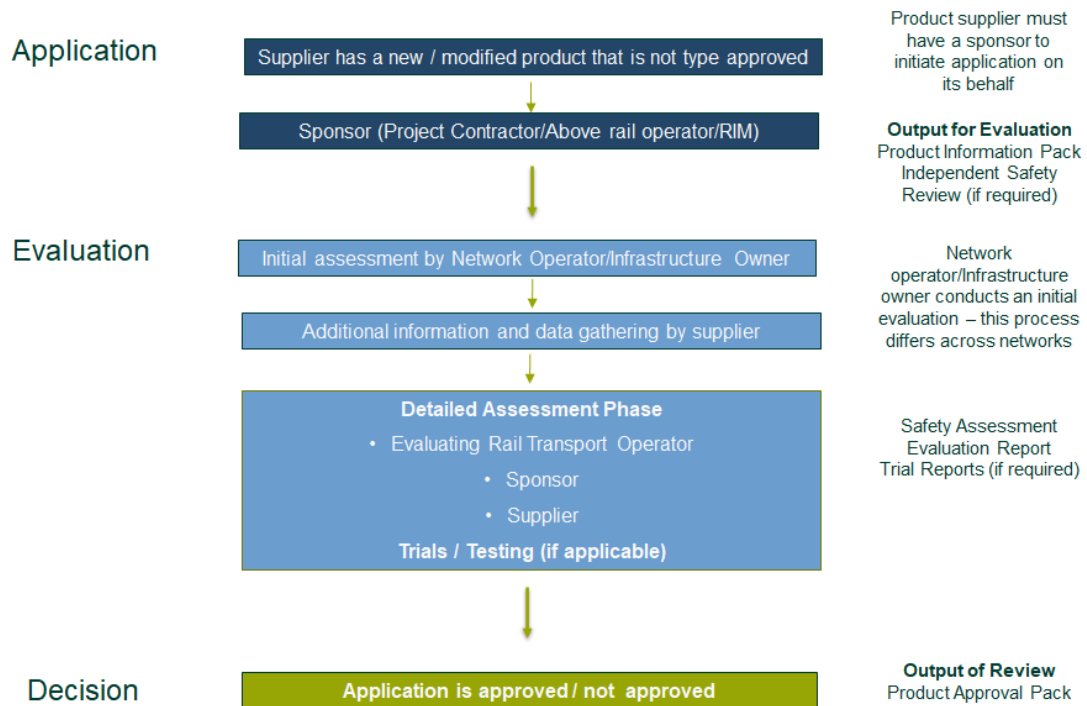 Application
Supplier has a new / modified product that is not type approved
Product supplier must
have a sponsor to
initiate application on
its behalf
Sponsor (Project Contractor/Above rail operator/RIM)
Output for Evaluation
Product Information Pack
Independent Safety
Review (if required)
Evaluation
Initial assessment by Network Operator/Infrastructure Owner
Additional information and data gathering by supplier
Network
operator/Infrastructure
owner conducts an initial
evaluation – this process
differs across networks
Detailed Assessment Phase
• Evaluating Rail Transport Operator
• Sponsor
• Supplier
Trials / Testing (if applicable)
Safety Assessment
Evaluation Report
Trial Reports (if required)
Decision
Application is approved / not approved
Output of Review
Product Approval Pack